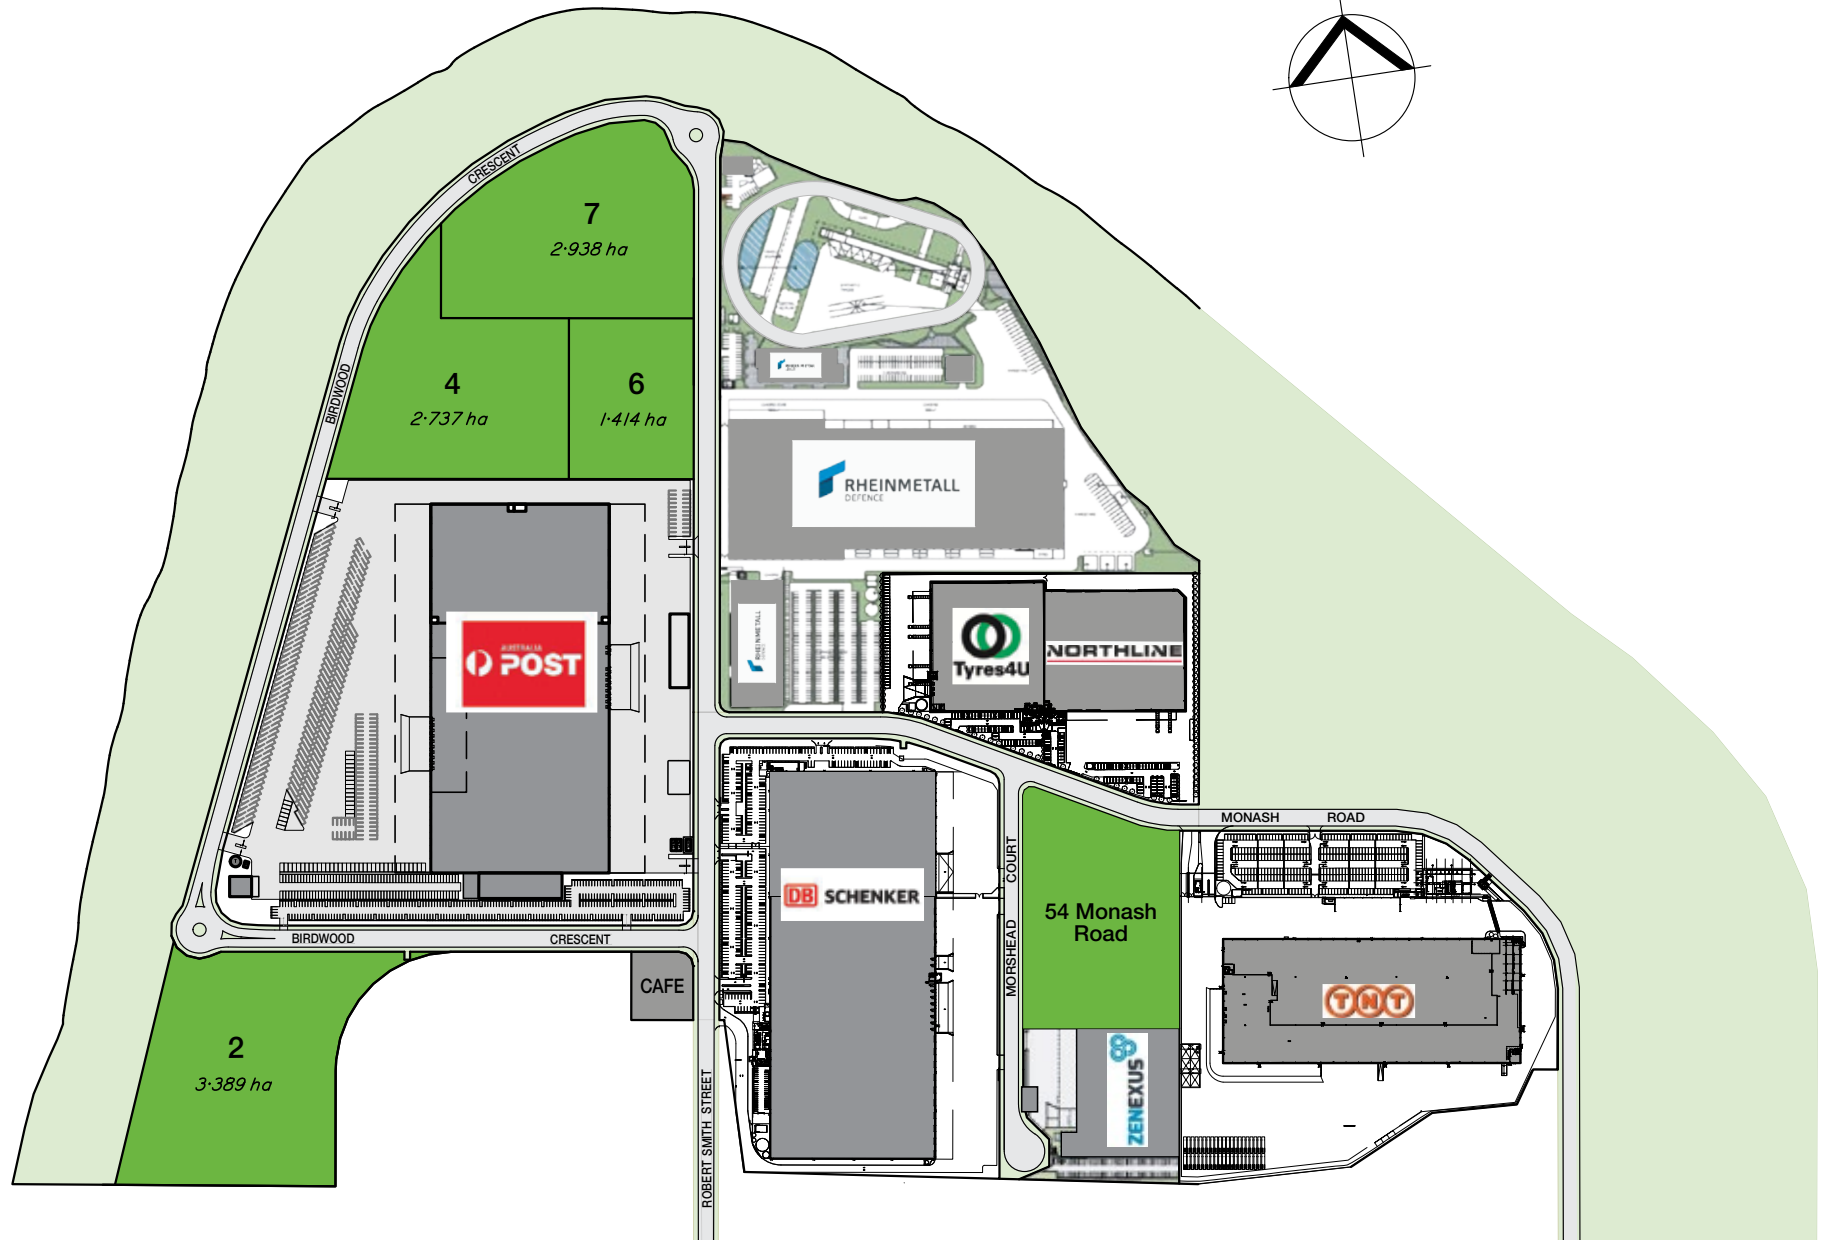 CRESCENT
7
2·938 ha
BIRDWOOD
4
2·737 ha
6
1·414 ha
RHEINMETALL
DEFENCE
AUSTRALIA
POST
RHEINMETALL
Tyres4U
NORTHLINE
MONASH ROAD
DB SCHENKER
MORSHEAD COURT
54 Monash
Road
TNT
BIRDWOOD CRESCENT
CAFE
2
3·389 ha
ROBERT SMITH STREET
ZENEXUS